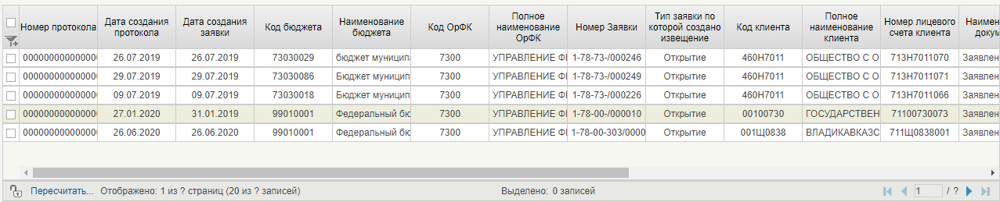 Номер протокола Дата создания протокола Дата создания заявки Код бюджета Наименование бюджета Код ОрФК Полное наименование ОрФК Номер Заявки Тип заявки по которой создано извещение Код клиента Полное наименование клиента Номер лицевого счета клиента Наимен докум
00000000000000 26.07.2019 26.07.2019 73030029 бюджет муницип 7300 УПРАВЛЕНИЕ Ф 1-78-73-/000246 Открытие 460Н7011 ОБЩЕСТВО С О 713Н7011070 Заявлен
00000000000000 29.07.2019 29.07.2019 73030086 Бюджет муницип 7300 УПРАВЛЕНИЕ Ф 1-78-73-/000249 Открытие 460Н7011 ОБЩЕСТВО С О 713Н7011071 Заявлен
00000000000000 09.07.2019 09.07.2019 73030018 Бюджет муницип 7300 УПРАВЛЕНИЕ Ф 1-78-73-/000226 Открытие 460Н7011 ОБЩЕСТВО С О 713Н7011066 Заявлен
00000000000000 27.01.2020 31.01.2019 99010001 Федеральный бю 7300 УПРАВЛЕНИЕ Ф 1-78-00-/000010 Открытие 00100730 ГОСУДАРСТВЕН 71100730073 Заявлен
00000000000000 26.06.2020 26.06.2020 99010001 Федеральный бю 7300 УПРАВЛЕНИЕ Ф 1-78-00-303/0000 Открытие 001Щ0838 ВЛАДИКАВКАЗС 711Щ0838001 Заявлен
Пересчитать... Отображено: 1 из ? страниц (20 из ? записей) Выделено: 0 записей 1 / ?